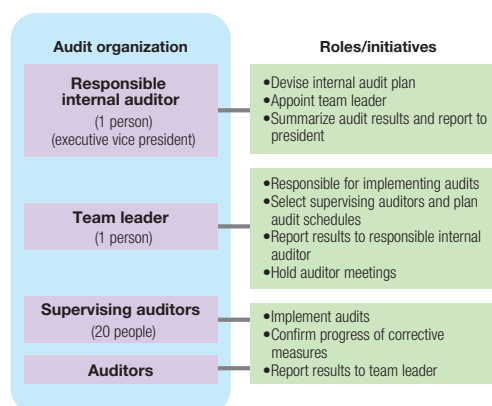 Audit organization
Roles/initiatives
Responsible
internal auditor
(1 person)
(executive vice president)
•Devise internal audit plan
•Appoint team leader
•Summarize audit results and report to
president
Team leader
(1 person)
•Responsible for implementing audits
•Select supervising auditors and plan
audit schedules
•Report results to responsible internal
auditor
•Hold auditor meetings
Supervising auditors
(20 people)
Auditors
•Implement audits
•Confirm progress of corrective
measures
•Report results to team leader